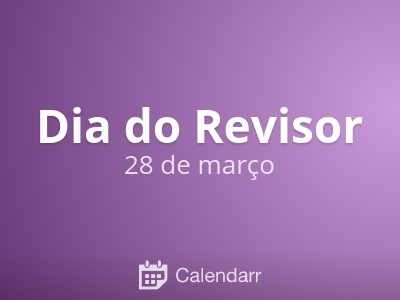 Dia do Revisor
28 de março
Calendarr